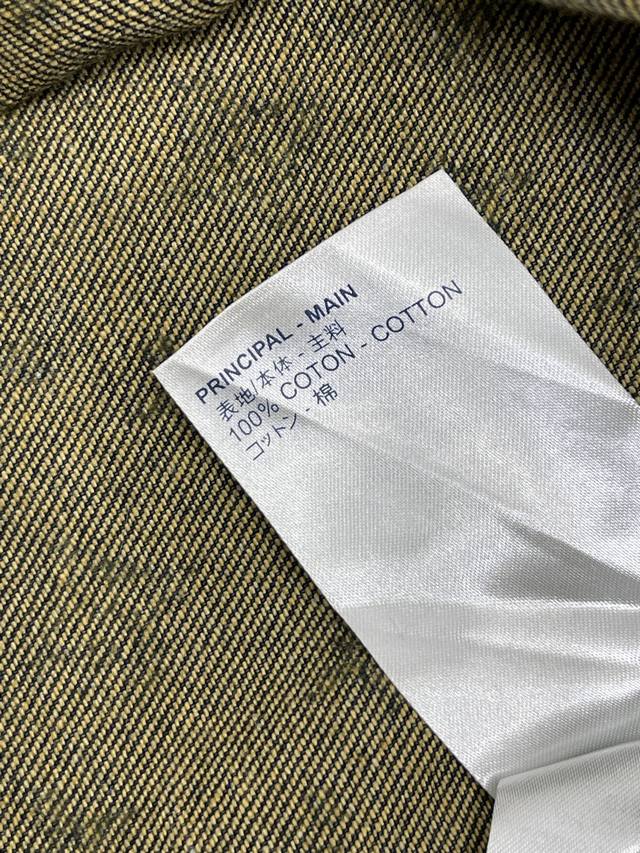 PRINCIPAL - MAIN
表地/本体 - 主料
100% COTON - COTTON
コットン - 棉